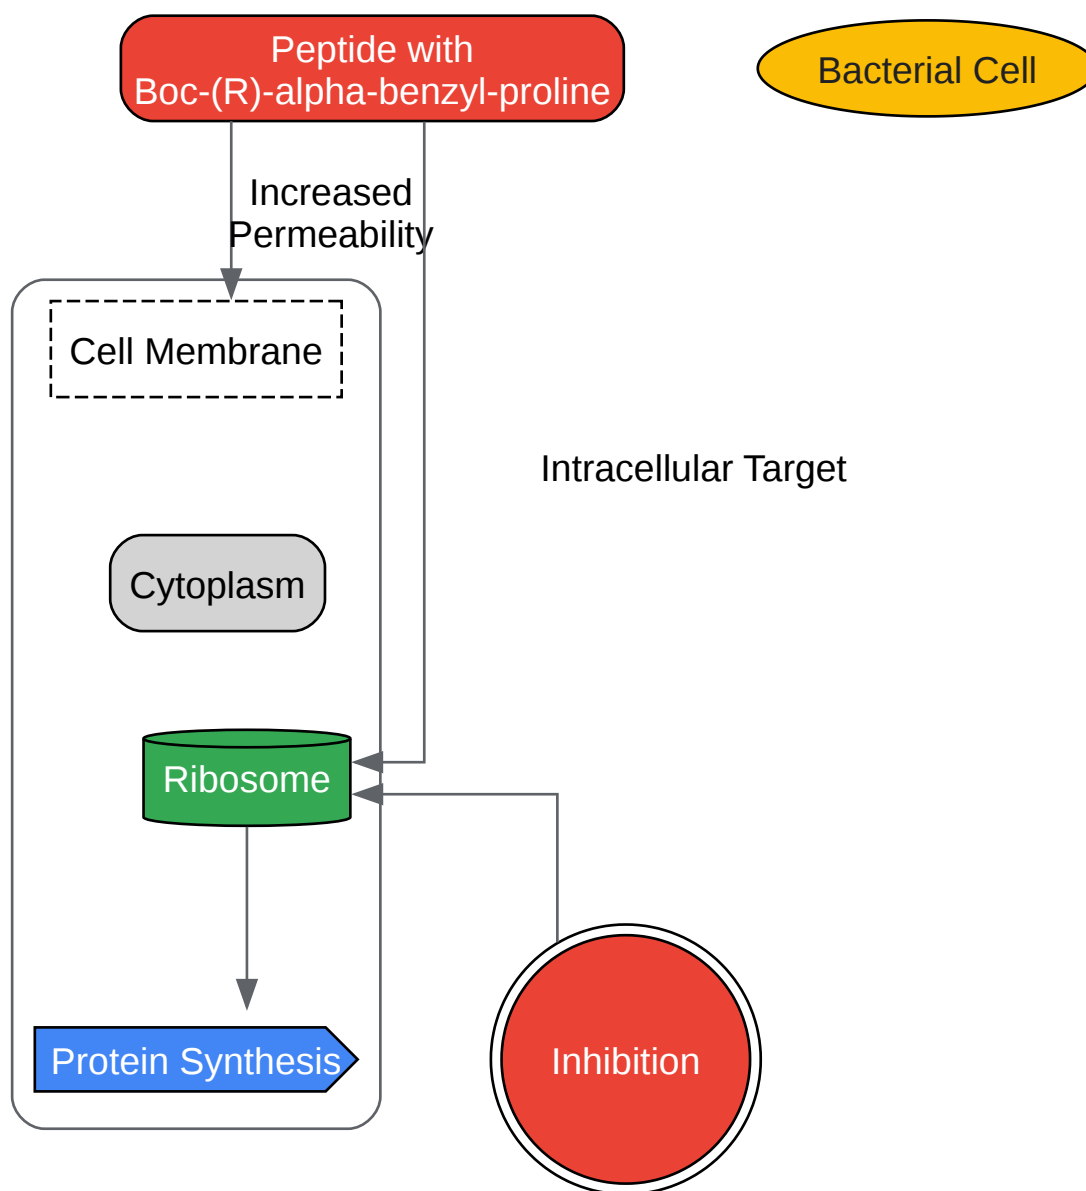 Peptide with
Boc-(R)-alpha-benzyl-proline
Bacterial Cell
Increased
Permeability
Cell Membrane
Intracellular Target
Cytoplasm
Ribosome
Protein Synthesis
Inhibition